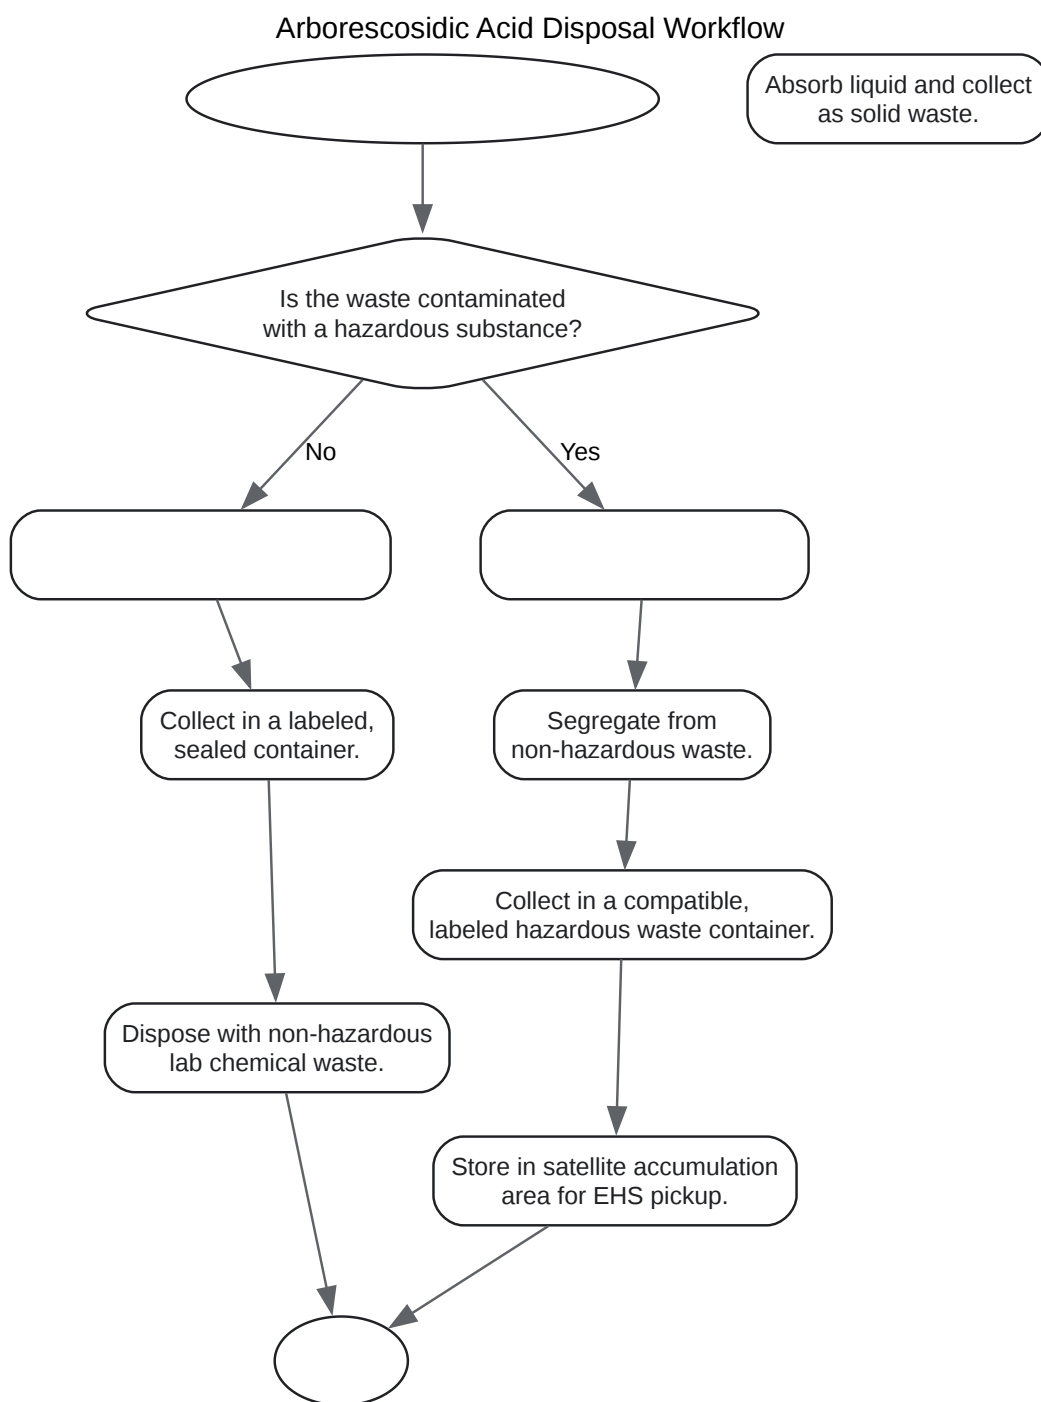 Arborescosidic Acid Disposal Workflow
Absorb liquid and collect
as solid waste.
Is the waste contaminated
with a hazardous substance?
No
Yes
Collect in a labeled,
sealed container.
Segregate from
non-hazardous waste.
Collect in a compatible,
labeled hazardous waste container.
Dispose with non-hazardous
lab chemical waste.
Store in satellite accumulation
area for EHS pickup.